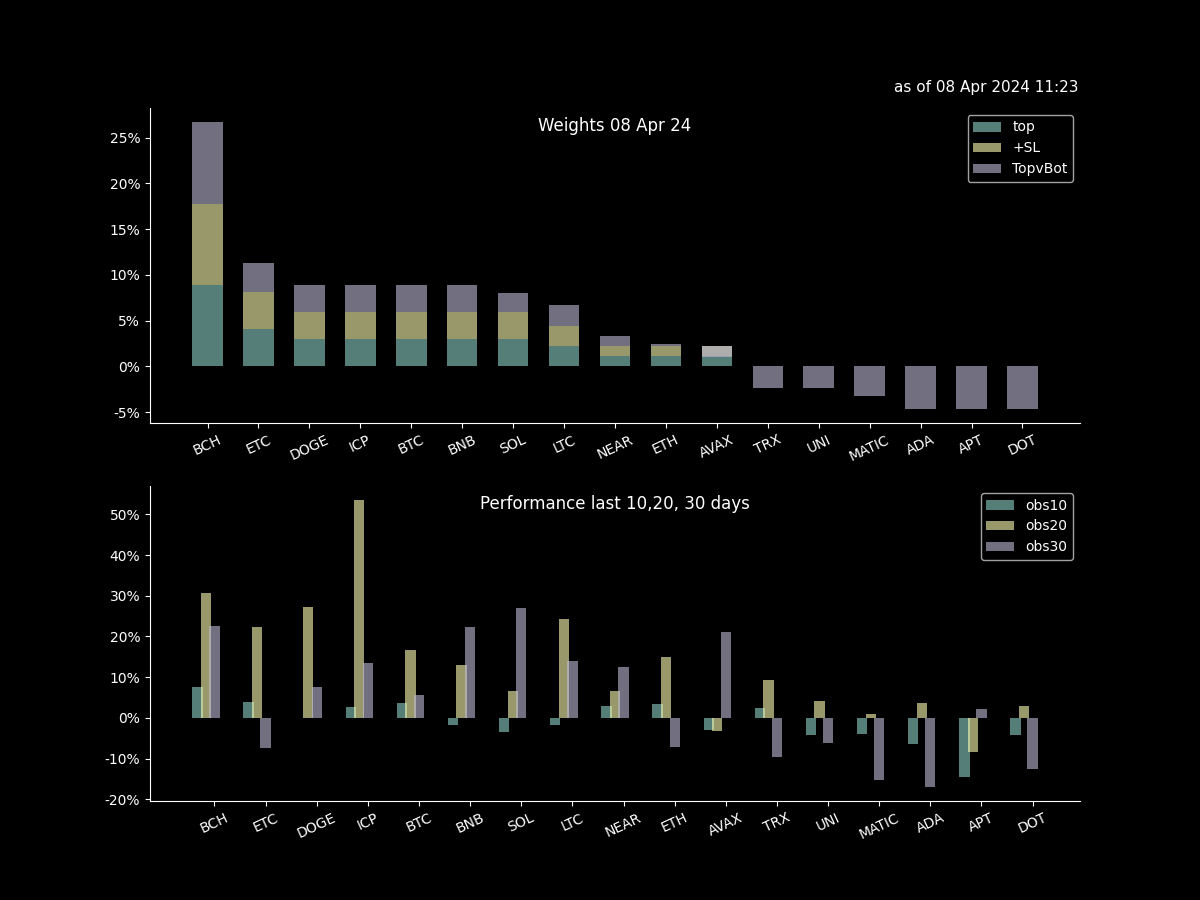 as of 08 Apr 2024 11:23
Weights 08 Apr 24
top
+SL
TopvBot
25%
20%
15%
10%
5%
0%
-5%
BCH ETC DOGE ICP BTC BNB SOL LTC NEAR ETH AVAX TRX UNI MATIC ADA APT DOT
Performance last 10,20, 30 days
obs10
obs20
obs30
50%
40%
30%
20%
10%
0%
-10%
-20%
BCH ETC DOGE ICP BTC BNB SOL LTC NEAR ETH AVAX TRX UNI MATIC ADA APT DOT